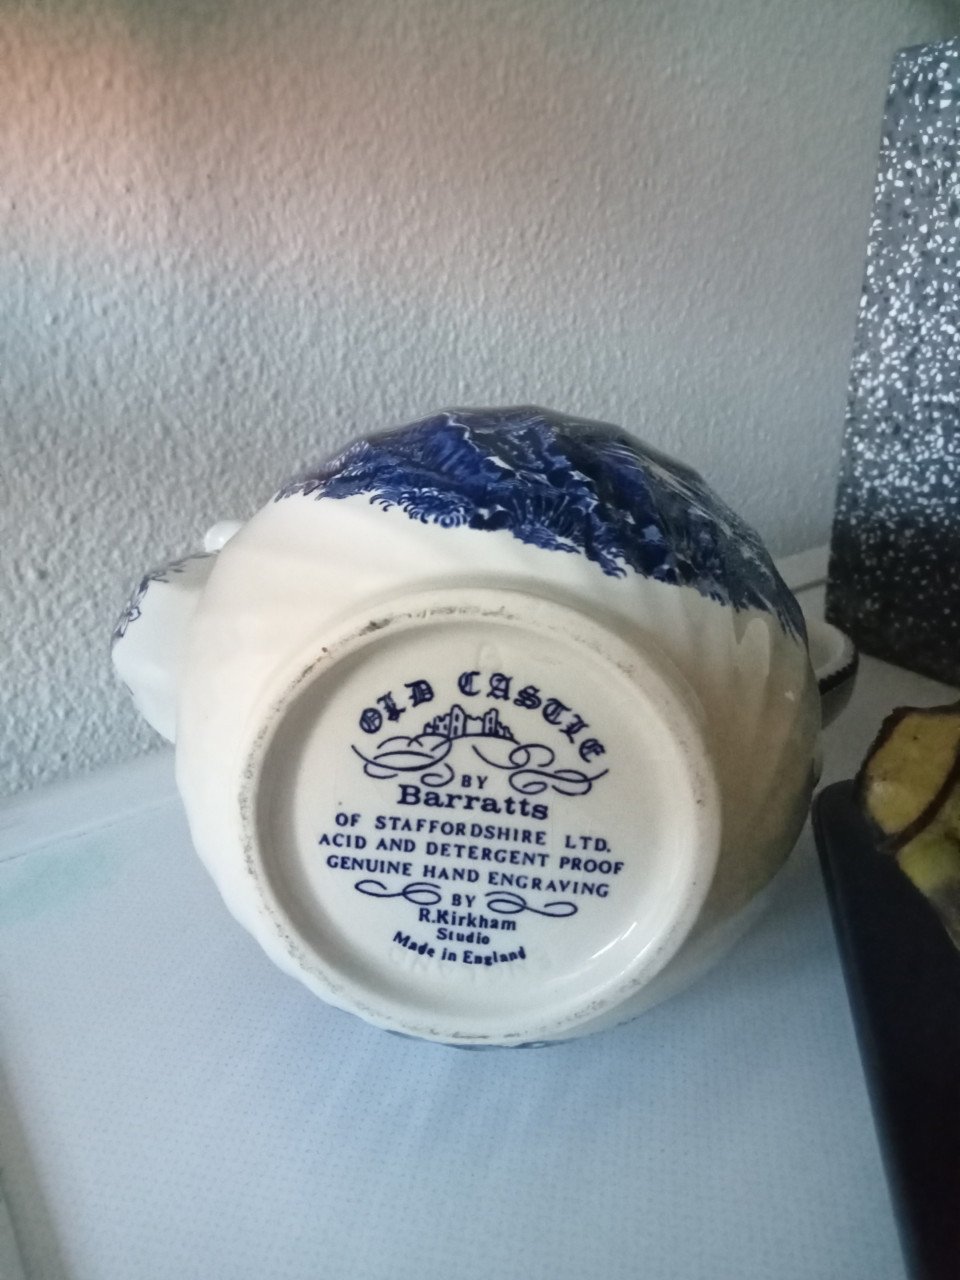 OLD CASTLE
BY
Barratts
OF STAFFORDSHIRE LTD.
ACID AND DETERGENT PROOF
GENUINE HAND ENGRAVING
BY
R.Kirkham
Studio
Made in England